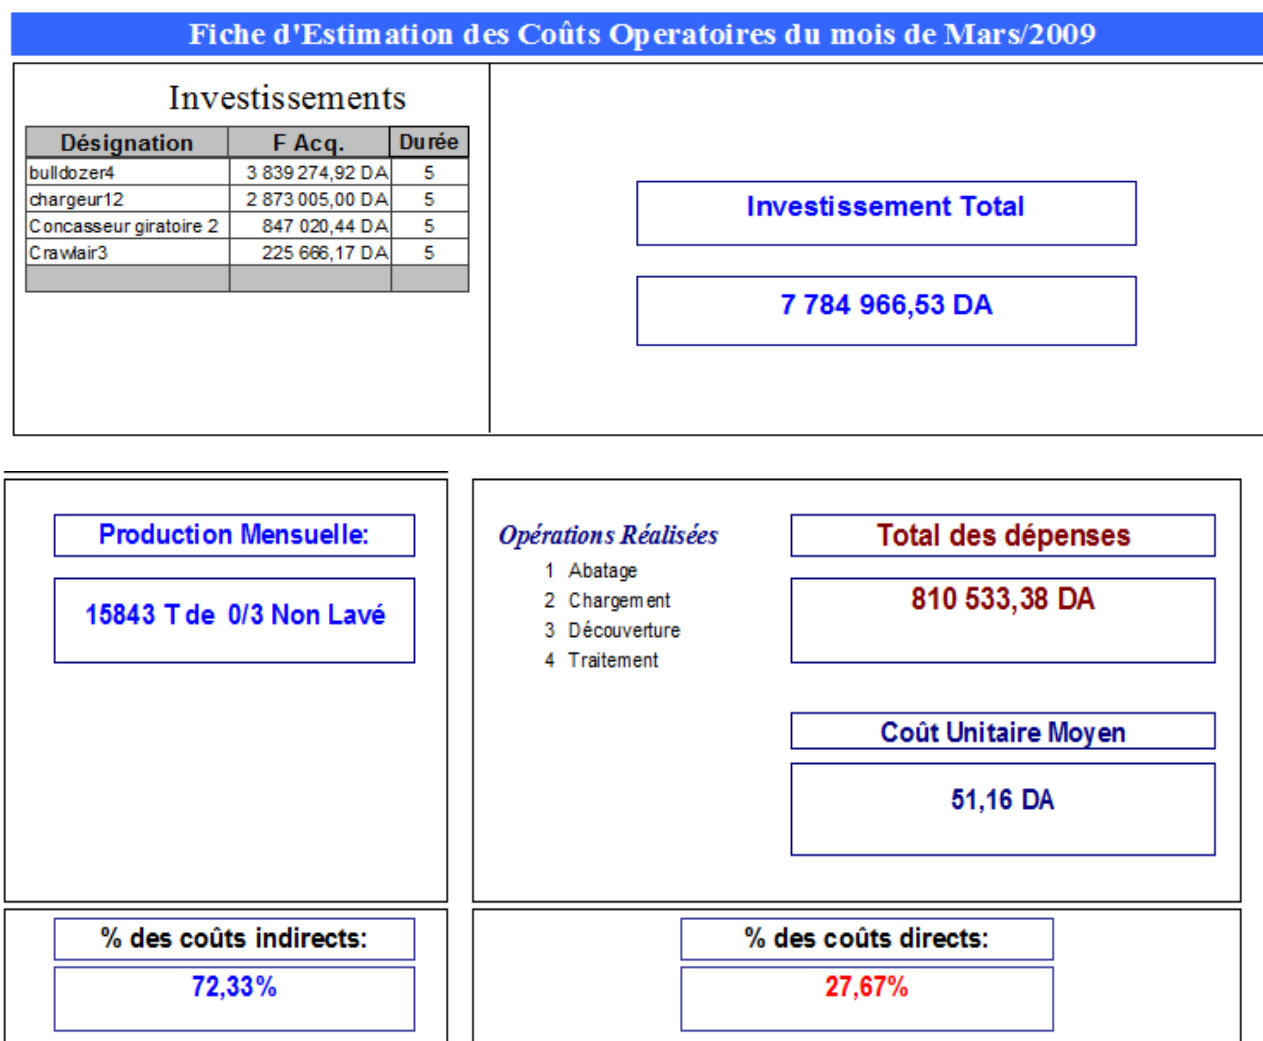 Fiche d'Estimation des Coûts Operatoires du mois de Mars/2009
Investissements
Désignation F Acq. Durée
bulldozer4 3 839 274,92 DA 5
chargeur12 2 873 005,00 DA 5
Concasseur giratoire 2 847 020,44 DA 5
Crawlair3 225 666,17 DA 5
Investissement Total
7 784 966,53 DA
Production Mensuelle:
15843 T de 0/3 Non Lavé
Opérations Réalisées
1 Abatage
2 Chargement
3 Découverture
4 Traitement
Total des dépenses
810 533,38 DA
Coût Unitaire Moyen
51,16 DA
% des coûts indirects:
72,33%
% des coûts directs:
27,67%